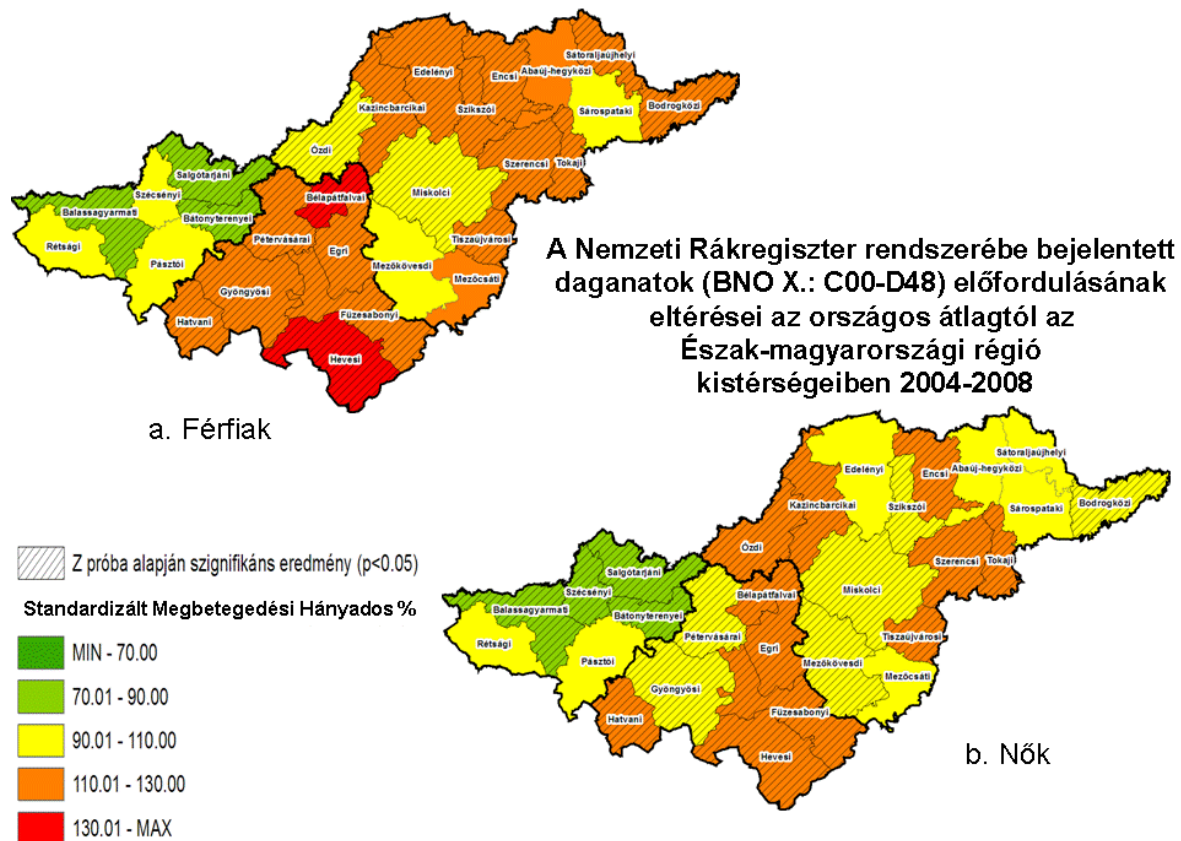 Sátoraljaújhelyi
Abaúj-hegyközi
Encsi
Edelényi
Bodrogközi
Kazincbarcikai
Szikszói
Sárospataki
Ózdi
Szerencsi
Tokaji
Salgótarjáni
Szécsényi
Bélapátfalvai
Miskolci
Balassagyarmati
Bátonyterenyei
Rétsági
Pétervásárai
Egri
Tiszaújvárosi
Pásztói
Mezőkövesdi
Mezőcsáti
Gyöngyösi
Hatvani
Füzesabonyi
Hevesi
a. Férfiak
A Nemzeti Rákregiszter rendszerébe bejelentett
daganatok (BNO X.: C00-D48) előfordulásának
eltérései az országos átlagtól az
Észak-magyarországi régió
kistérségeiben 2004-2008
Sátoraljaújhelyi
Edelényi
Encsi
Abaúj-hegyközi
Kazincbarcikai
Szikszói
Sárospataki
Bodrogközi
Ózdi
Szerencsi
Tokaji
Salgótarjáni
Szécsényi
Bélapátfalvai
Miskolci
Balassagyarmati
Bátonyterenyei
Rétsági
Pétervásárai
Tiszaújvárosi
Pásztói
Egri
Mezőkövesdi
Mezőcsáti
Gyöngyösi
Hatvani
Füzesabonyi
Hevesi
b. Nők
Z próba alapján szignifikáns eredmény (p<0.05)
Standardizált Megbetegedési Hányados %
MIN - 70.00
70.01 - 90.00
90.01 - 110.00
110.01 - 130.00
130.01 - MAX